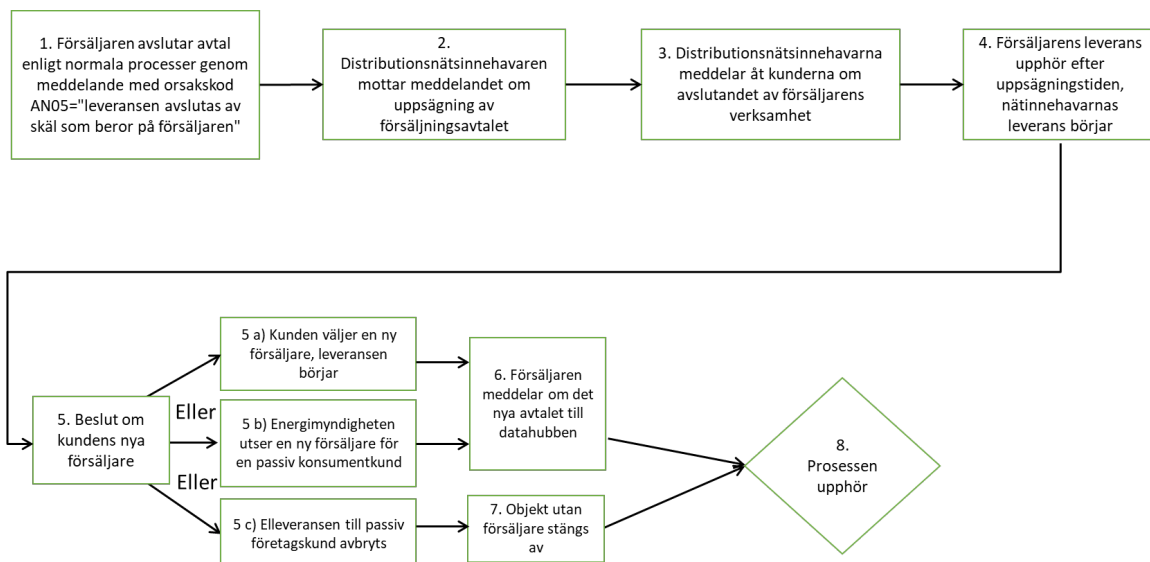 1. Försäljaren avslutar avtal
enligt normala processer genom
meddelande med orsakskod
AN05="leveransen avslutas av
skäl som beror på försäljaren"
2.
Distributionsnätsinnehavaren
mottar meddelandet om
uppsägning av
försäljningsavtalet
3. Distributionsnätsinnehavarna
meddelar åt kunderna om
avslutandet av försäljarens
verksamhet
4. Försäljarens leverans
upphör efter
uppsägningstiden,
nätinnehavarnas
leverans börjar
5. Beslut om
kundens nya
försäljare
5 a) Kunden väljer en ny
försäljare, leveransen
börjar
Eller
5 b) Energimyndigheten
utser en ny försäljare för
en passiv konsumentkund
Eller
5 c) Elleveransen till passiv
företagskund avbryts
6. Försäljaren
meddelar om det
nya avtalet till
datahubben
7. Objekt utan
försäljare stängs
av
8.
Prosessen
upphör